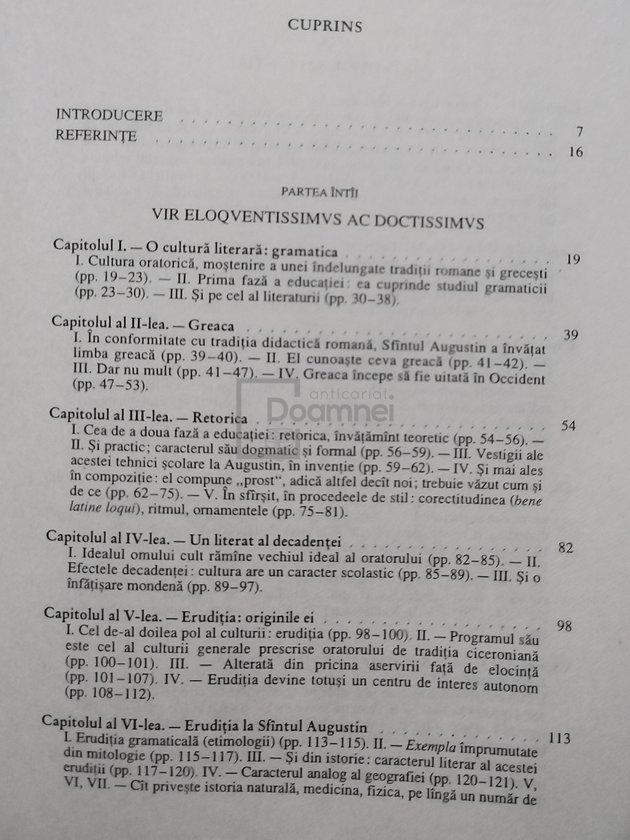 CUPRINS
INTRODUCERE . . . . . . . . . . . . . . . . . . . . . . . . . . . . 7
REFERINȚE . . . . . . . . . . . . . . . . . . . . . . . . . . . . 16
PARTEA ÎNTÎI
VIR ELOQVENTISSIMVS AC DOCTISSIMVS
Capitolul I. — O cultură literară: gramatica . . . . . . . . . . . . 19
I. Cultura oratorică, moștenire a unei îndelungate tradiții romane și grecești
(pp. 19–23). — II. Prima fază a educației: ea cuprinde studiul gramaticii
(pp. 23–30). — III. Și pe cel al literaturii (pp. 30–38).
Capitolul al II-lea. — Greaca . . . . . . . . . . . . . . . . . . . . 39
I. În conformitate cu tradiția didactică romană, Sfîntul Augustin a învățat
limba greacă (pp. 39–40). — II. El cunoaște ceva greacă (pp. 41–42). —
III. Dar nu mult (pp. 41–47). — IV. Greaca începe să fie uitată în Occident
(pp. 47–53).
anticariat
Doamnei
Capitolul al III-lea. — Retorica . . . . . . . . . . . . . . . . . . . 54
I. Cea de a doua fază a educației: retorica, învățămînt teoretic (pp. 54–56). —
II. Și practic; caracterul său dogmatic și formal (pp. 56–59). — III. Vestigii ale
acestei tehnici școlare la Augustin, în invenție (pp. 59–62). — IV. Și mai ales
în compoziție: el compune „prost“, adică altfel decît noi; trebuie văzut cum și
de ce (pp. 62–75). — V. În sfîrșit, în procedeele de stil: corectitudinea (bene
latine loqui), ritmul, ornamentele (pp. 75–81).
Capitolul al IV-lea. — Un literat al decadenței . . . . . . . . . . . 82
I. Idealul omului cult rămîne vechiul ideal al oratorului (pp. 82–85). — II.
Efectele decadenței: cultura are un caracter scolastic (pp. 85–89). — III. Și o
înfățișare mondenă (pp. 89–97).
Capitolul al V-lea. — Erudiția: originile ei . . . . . . . . . . . . . 98
I. Cel de-al doilea pol al culturii: erudiția (pp. 98–100). II. — Programul său
este cel al culturii generale prescrise oratorului de tradiția ciceroniană
(pp. 100–101). III. — Alterată din pricina aservirii față de elocință
(pp. 101–107). IV. — Erudiția devine totuși un centru de interes autonom
(pp. 108–112).
Capitolul al VI-lea. — Erudiția la Sfîntul Augustin . . . . . . . . . 113
I. Erudiția gramaticală (etimologii) (pp. 113–115). II. — Exempla împrumutate
din mitologie (pp. 115–117). III. — Și din istorie: caracterul literar al acestei
erudiții (pp. 117–120). IV. — Caracterul analog al geografiei (pp. 120–121). V,
VI, VII. — Cît privește istoria naturală, medicina, fizica, pe lîngă un număr de